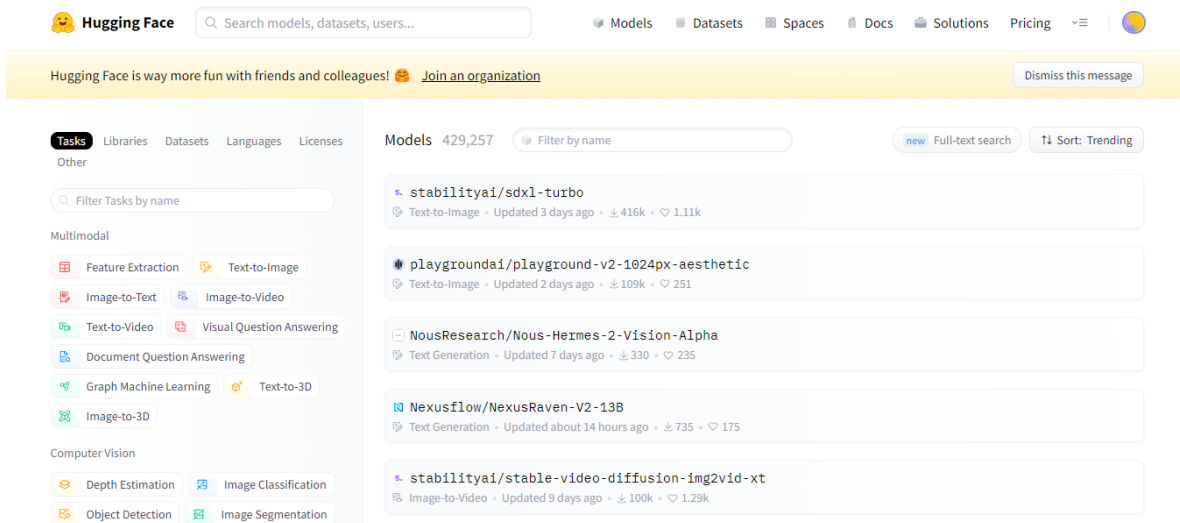 Hugging Face
Search models, datasets, users...
Models
Datasets
Spaces
Docs
Solutions
Pricing
Hugging Face is way more fun with friends and colleagues! 🤗 Join an organization
Dismiss this message
Tasks Libraries Datasets Languages Licenses
Other
Filter Tasks by name
Multimodal
Feature Extraction
Text-to-Image
Image-to-Text
Image-to-Video
Text-to-Video
Visual Question Answering
Document Question Answering
Graph Machine Learning
Text-to-3D
Image-to-3D
Computer Vision
Depth Estimation
Image Classification
Object Detection
Image Segmentation
Models 429,257
Filter by name
new Full-text search
Sort: Trending
stabilityai/sdxl-turbo
Text-to-Image • Updated 3 days ago • 416k • 1.11k
playgroundai/playground-v2-1024px-aesthetic
Text-to-Image • Updated 2 days ago • 109k • 251
NousResearch/Nous-Hermes-2-Vision-Alpha
Text Generation • Updated 7 days ago • 330 • 235
Nexusflow/NexusRaven-V2-13B
Text Generation • Updated about 14 hours ago • 735 • 175
stabilityai/stable-video-diffusion-img2vid-xt
Image-to-Video • Updated 9 days ago • 100k • 1.29k